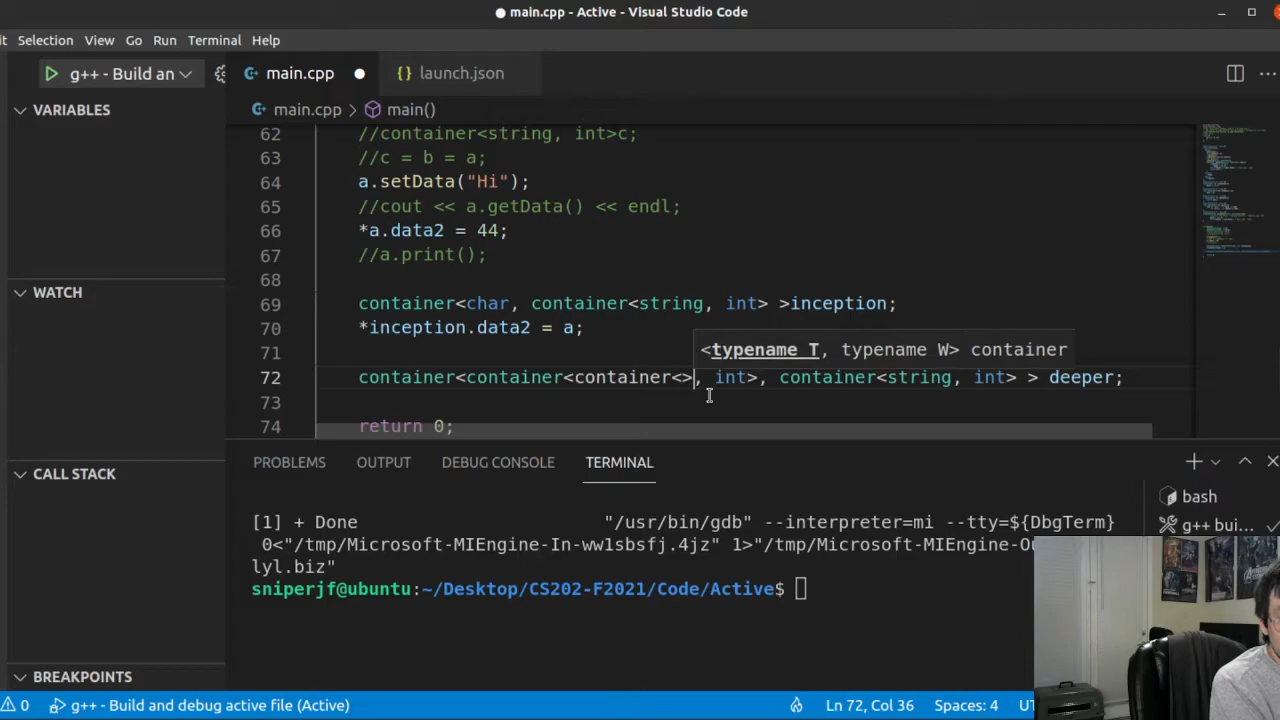 main.cpp - Active - Visual Studio Code
it Selection View Go Run Terminal Help
g++ - Build an
main.cpp
{} launch.json
main.cpp > main()
VARIABLES
WATCH
CALL STACK
BREAKPOINTS
62 //container<string, int>c;
63 //c = b = a;
64 a.setData("Hi");
65 //cout << a.getData() << endl;
66 *a.data2 = 44;
67 //a.print();
68
69 container<char, container<string, int> >inception;
70 *inception.data2 = a;
71
<typename T, typename W> container
72 container<container<container<>, int>, container<string, int> > deeper;
73
74 return 0;
PROBLEMS OUTPUT DEBUG CONSOLE TERMINAL
bash
g++ bui...
[1] + Done "/usr/bin/gdb" --interpreter=mi --tty=${DbgTerm}
0<"/tmp/Microsoft-MIEngine-In-ww1sbsfj.4jz" 1>"/tmp/Microsoft-MIEngine-Ou
lyl.biz"
sniperjf@ubuntu:~/Desktop/CS202-F2021/Code/Active$
0 g++ - Build and debug active file (Active) Ln 72, Col 36 Spaces: 4 UT